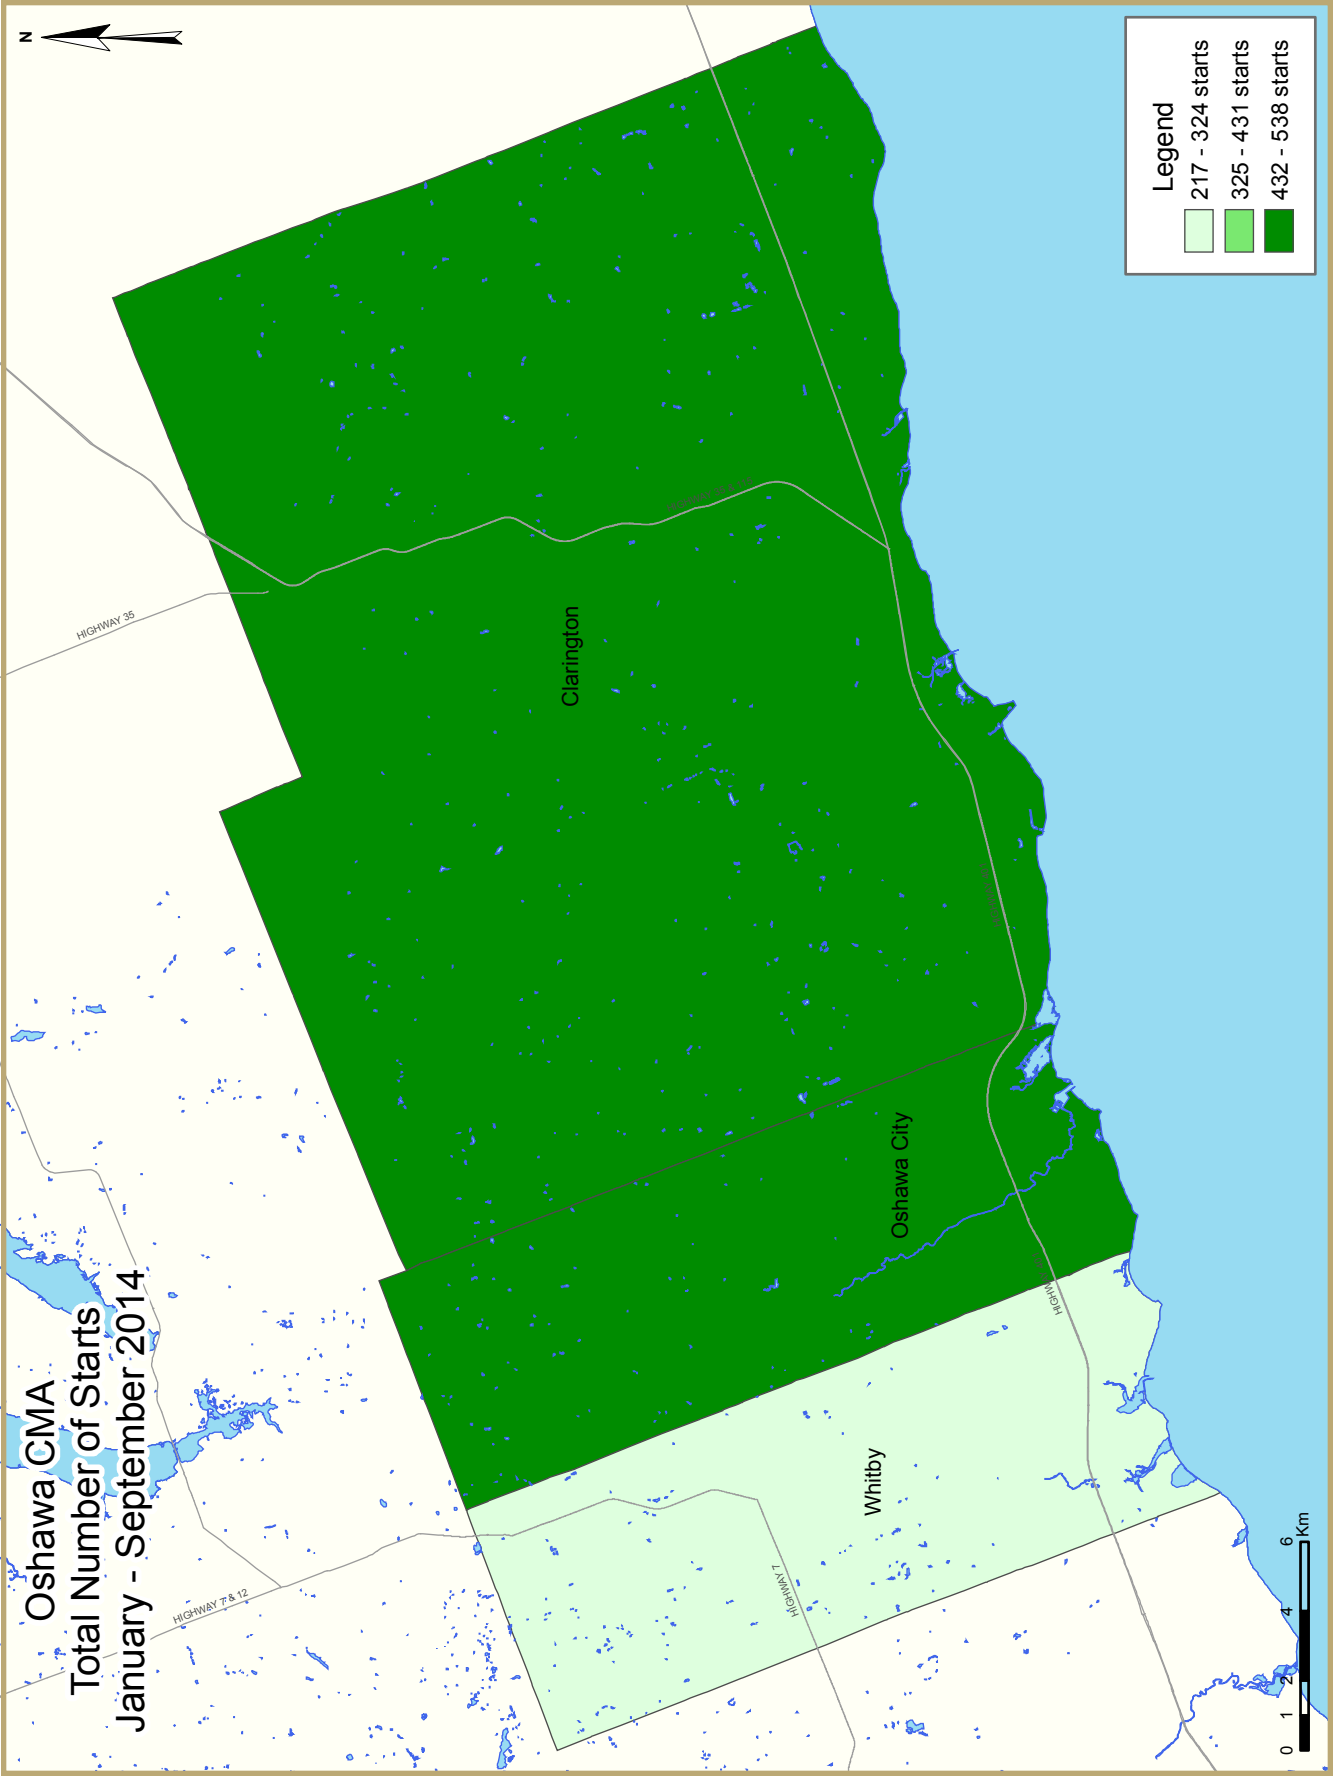 Oshawa CMA
Total Number of Starts
January - September 2014
N
HIGHWAY 35
HIGHWAY 7 & 12
HIGHWAY 7
Clarington
Oshawa City
Whitby
Legend
217 - 324 starts
325 - 431 starts
432 - 538 starts
0 1 2 4 6
Km